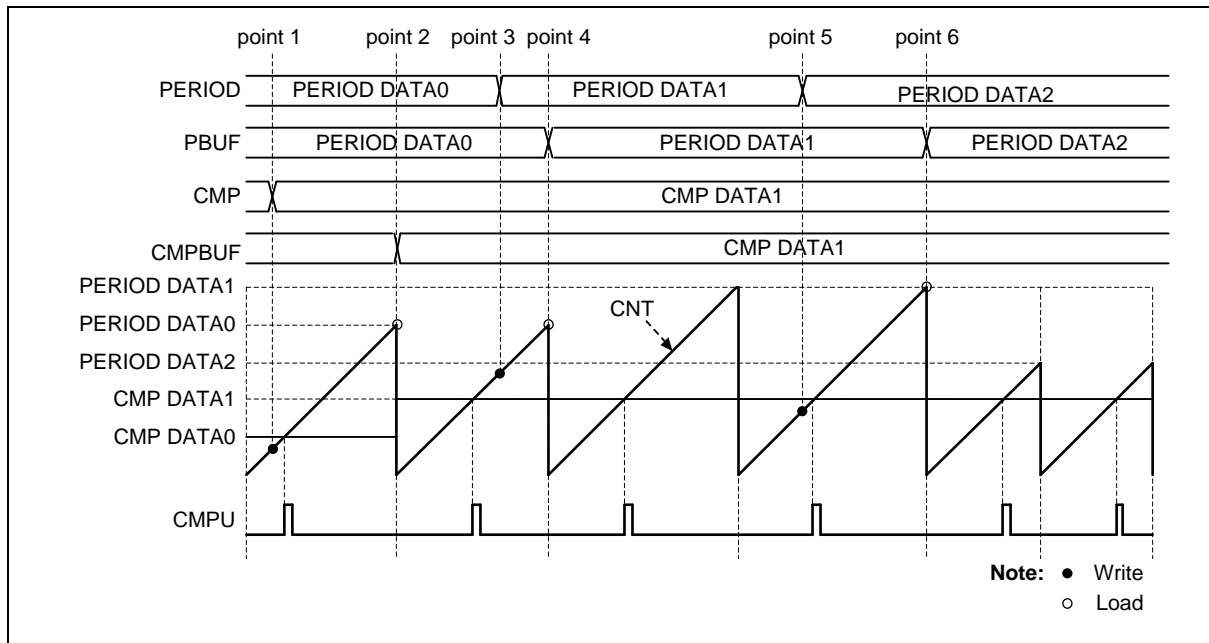 point 1 point 2 point 3 point 4 point 5 point 6
PERIOD PERIOD DATA0 PERIOD DATA1 PERIOD DATA2
PBUF PERIOD DATA0 PERIOD DATA1 PERIOD DATA2
CMP CMP DATA1
CMPBUF CMP DATA1
PERIOD DATA1
CNT
PERIOD DATA0
PERIOD DATA2
CMP DATA1
CMP DATA0
CMPU
Note: ● Write
○ Load